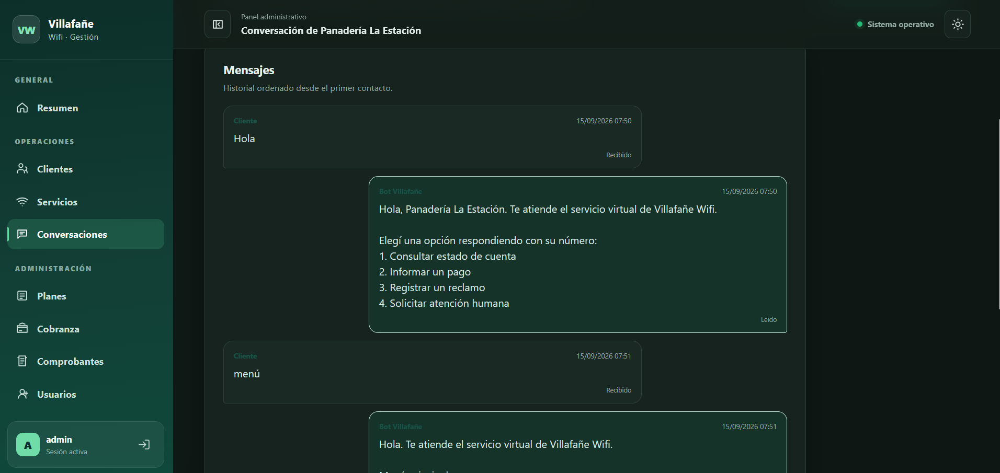 VW
Villafañe
Wifi · Gestión
GENERAL
Resumen
OPERACIONES
Clientes
Servicios
Conversaciones
ADMINISTRACIÓN
Planes
Cobranza
Comprobantes
Usuarios
A
admin
Sesión activa
Panel administrativo
Conversación de Panadería La Estación
Sistema operativo
Mensajes
Historial ordenado desde el primer contacto.
Cliente
15/09/2026 07:50
Hola
Recibido
Bot Villafañe
15/09/2026 07:50
Hola, Panadería La Estación. Te atiende el servicio virtual de Villafañe Wifi.
Elegí una opción respondiendo con su número:
1. Consultar estado de cuenta
2. Informar un pago
3. Registrar un reclamo
4. Solicitar atención humana
Leido
Cliente
15/09/2026 07:51
menú
Recibido
Bot Villafañe
15/09/2026 07:51
Hola. Te atiende el servicio virtual de Villafañe Wifi.